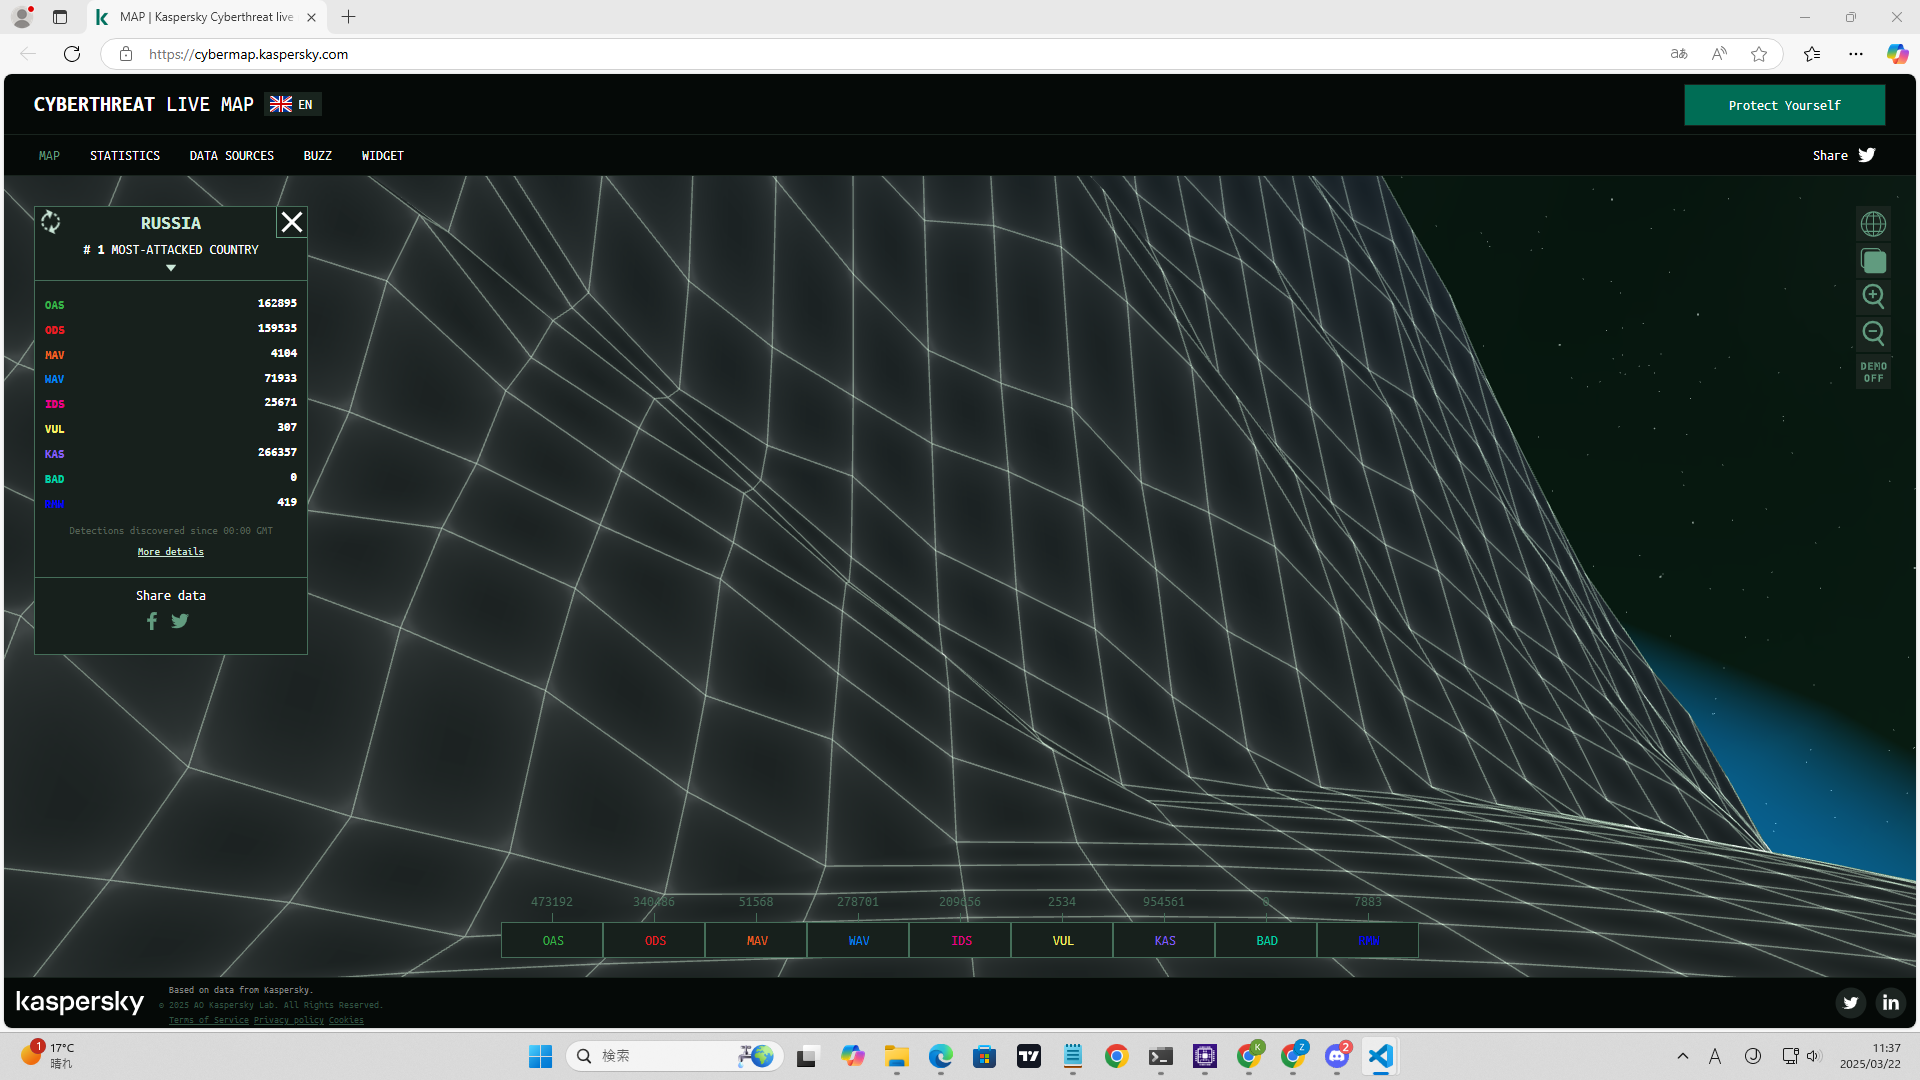 MAP | Kaspersky Cyberthreat live
https://cybermap.kaspersky.com
CYBERTHREAT LIVE MAP EN
Protect Yourself
MAP STATISTICS DATA SOURCES BUZZ WIDGET
Share
RUSSIA
# 1 MOST-ATTACKED COUNTRY
OAS 162895
ODS 159535
MAV 4104
WAV 71933
IDS 25671
VUL 307
KAS 266357
BAD 0
RMW 419
Detections discovered since 00:00 GMT
More details
Share data
DEMO
OFF
473192 340486 51568 278701 209656 2534 954561 0 7883
OAS ODS MAV WAV IDS VUL KAS BAD RMW
kaspersky
Based on data from Kaspersky.
© 2025 AO Kaspersky Lab. All Rights Reserved.
Terms of Service Privacy policy Cookies
1
17°C
晴れ
検索
K
Z
2
A
11:37
2025/03/22